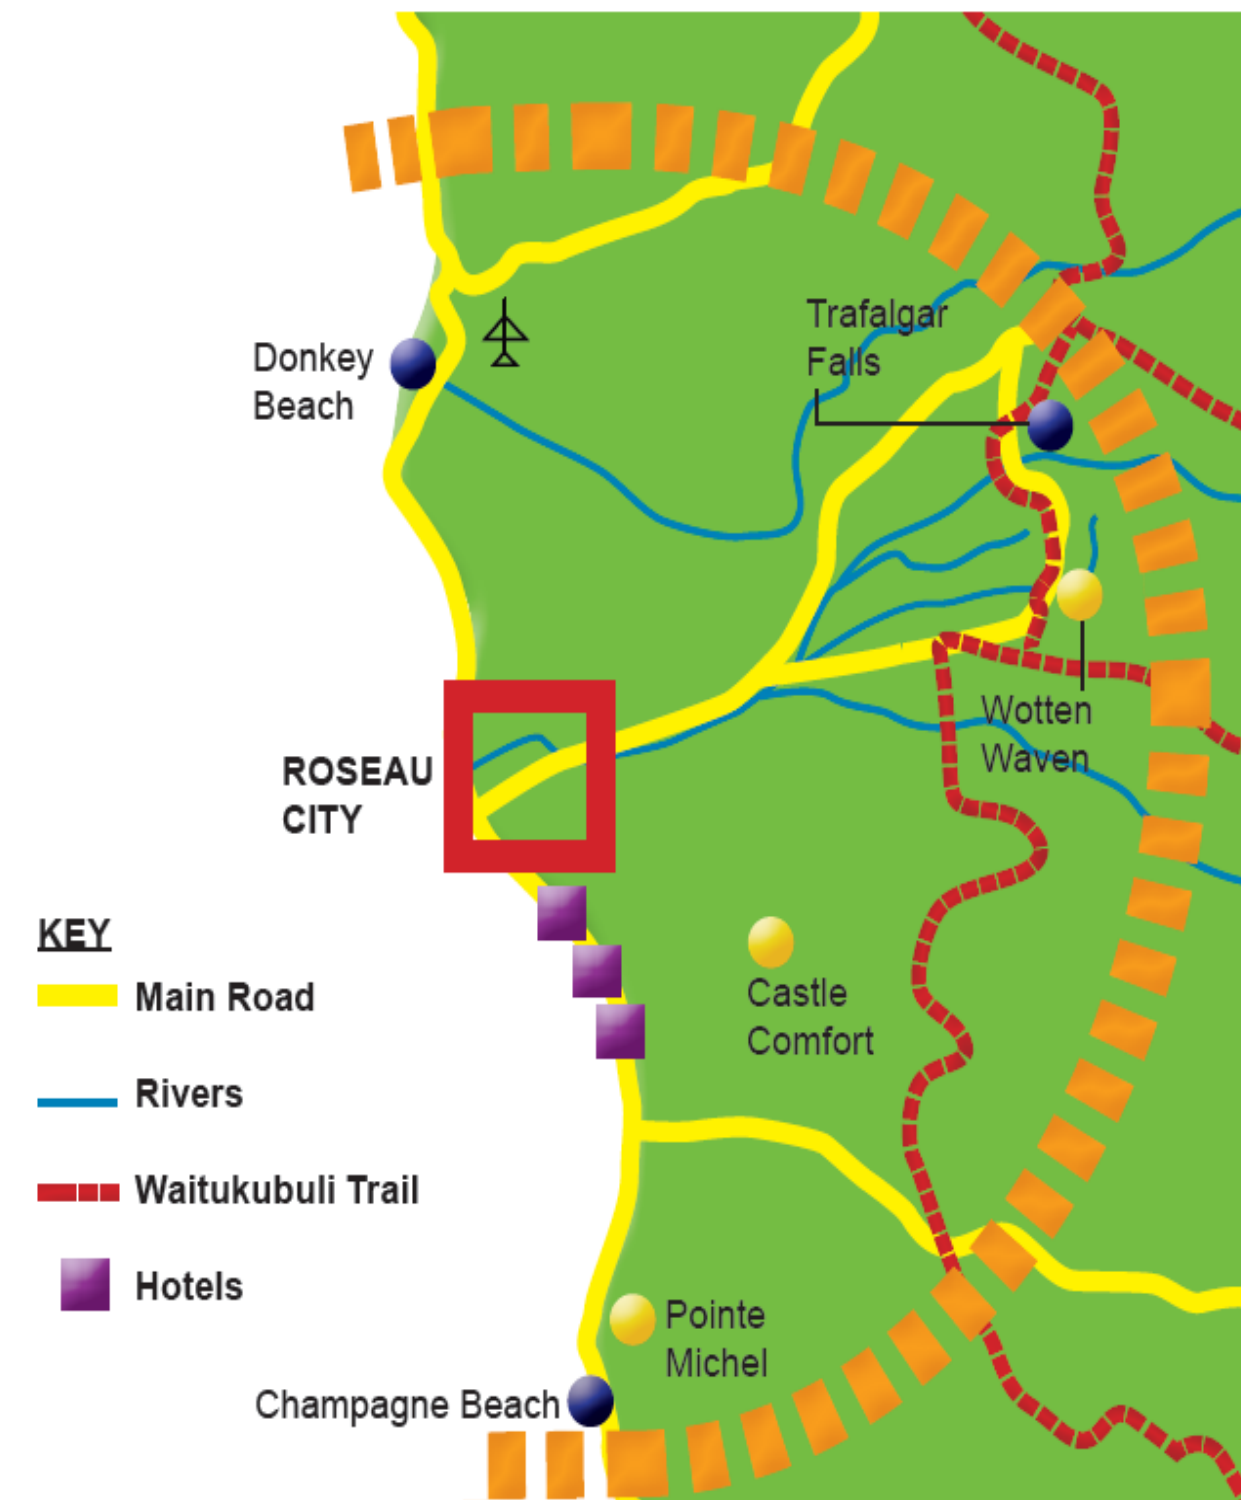 Trafalgar
Falls
Donkey
Beach
Wotten
Waven
ROSEAU
CITY
KEY
Main Road
Castle
Comfort
Rivers
Waitukubuli Trail
Hotels
Pointe
Michel
Champagne Beach